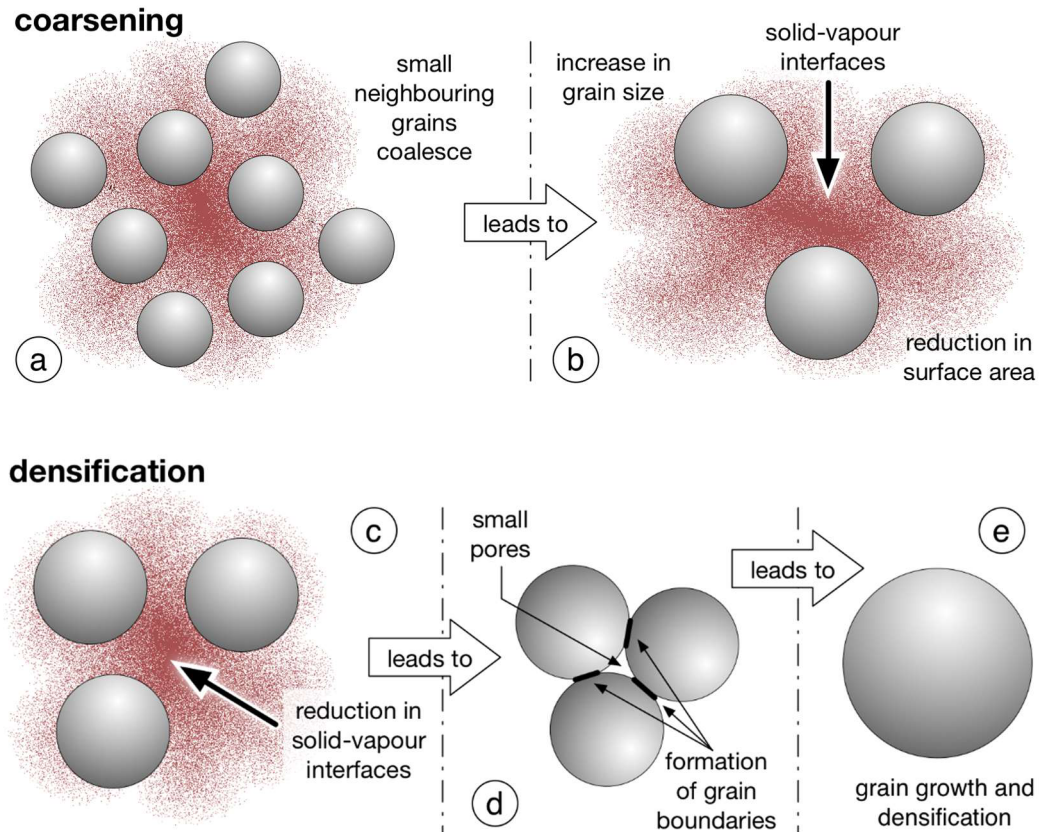 coarsening
small
neighbouring
grains
coalesce
a
leads to
increase in
grain size
solid-vapour
interfaces
b
reduction in
surface area
densification
c
reduction in
solid-vapour
interfaces
leads to
small
pores
d
formation
of grain
boundaries
leads to
e
grain growth and
densification